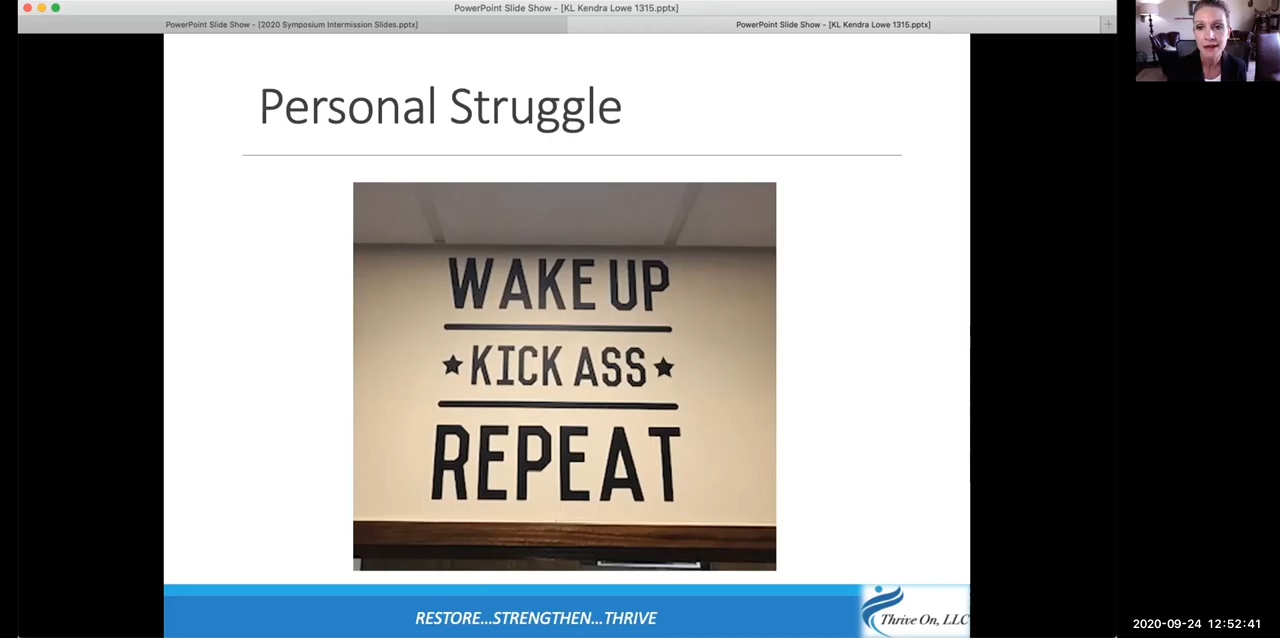 PowerPoint Slide Show - [KL Kendra Lowe 1315.pptx]
PowerPoint Slide Show - [2020 Symposium Intermission Slides.pptx]
PowerPoint Slide Show - [KL Kendra Lowe 1315.pptx]
Personal Struggle
WAKE UP
★KICK ASS★
REPEAT
RESTORE...STRENGTHEN...THRIVE
Thrive On, LLC
2020-09-24 12:52:41